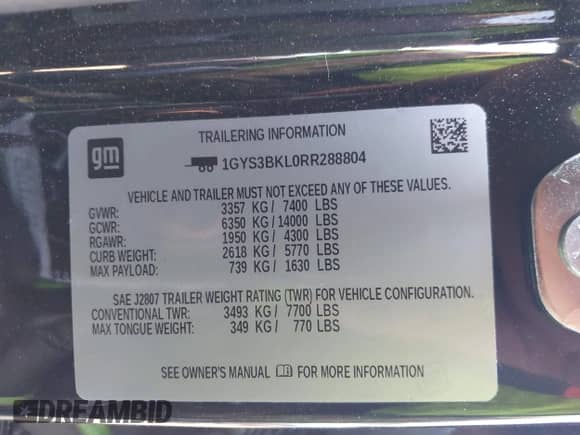 gm
TRAILERING INFORMATION
1GYS3BKL0RR288804
VEHICLE AND TRAILER MUST NOT EXCEED ANY OF THESE VALUES.
GVWR: 3357 KG / 7400 LBS
GCWR: 6350 KG / 14000 LBS
RGAWR: 1950 KG / 4300 LBS
CURB WEIGHT: 2618 KG / 5770 LBS
MAX PAYLOAD: 739 KG / 1630 LBS
SAE J2807 TRAILER WEIGHT RATING (TWR) FOR VEHICLE CONFIGURATION.
CONVENTIONAL TWR: 3493 KG / 7700 LBS
MAX TONGUE WEIGHT: 349 KG / 770 LBS
SEE OWNER'S MANUAL FOR MORE INFORMATION
DREAMBID